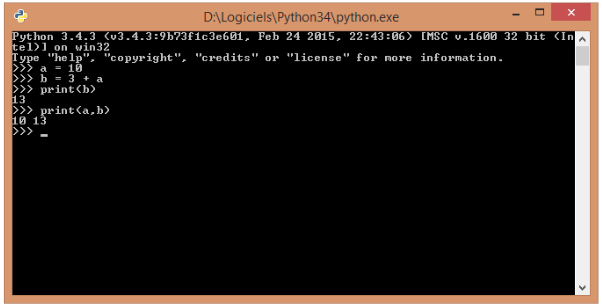 D:\Logiciels\Python34\python.exe
Python 3.4.3 (v3.4.3:9b73f1c3e601, Feb 24 2015, 22:43:06) [MSC v.1600 32 bit (In
tel)] on win32
Type "help", "copyright", "credits" or "license" for more information.
>>> a = 10
>>> b = 3 + a
>>> print(b)
13
>>> print(a,b)
10 13
>>> _